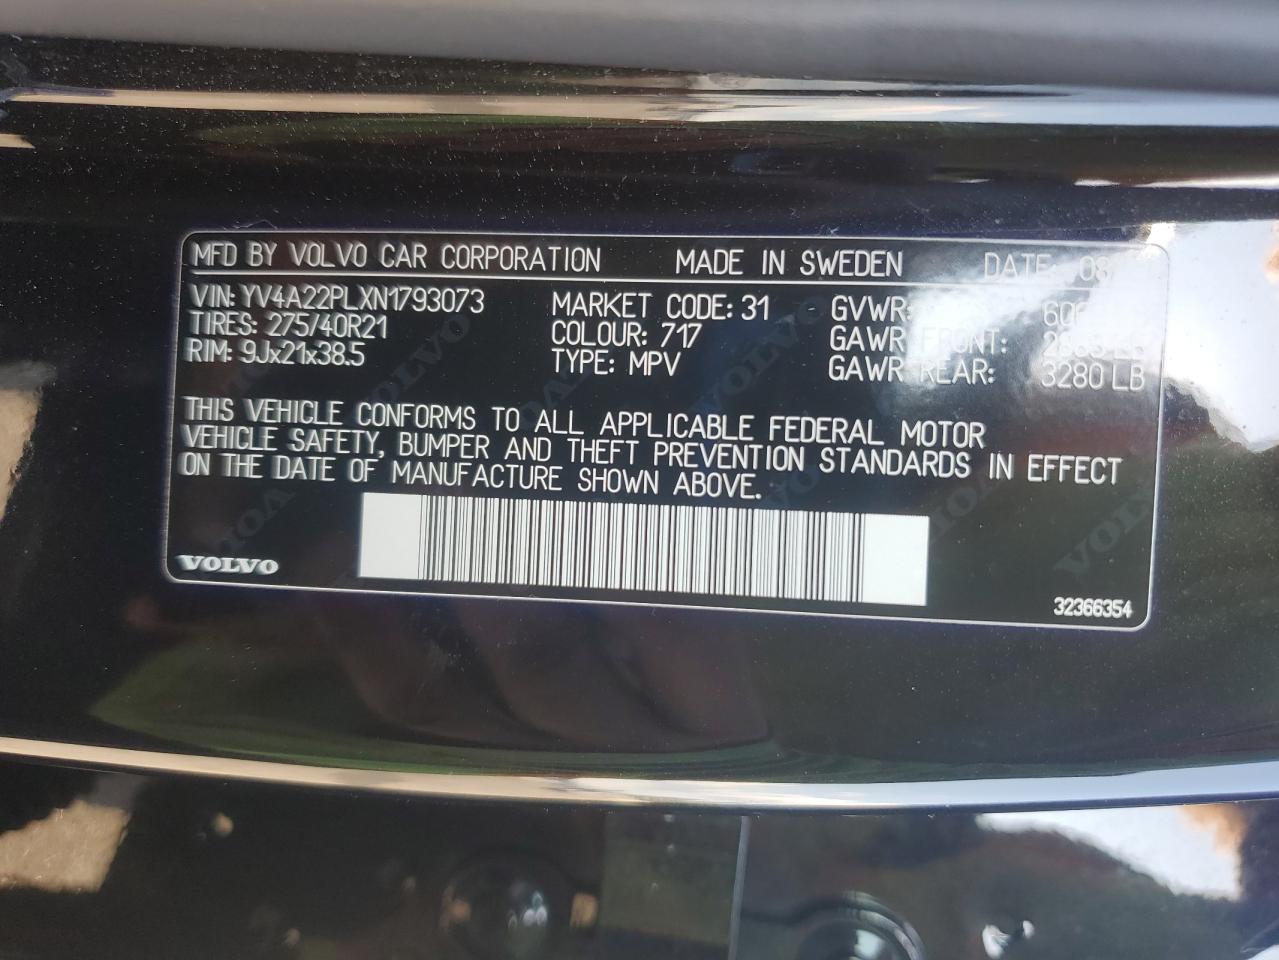 MFD BY VOLVO CAR CORPORATION MADE IN SWEDEN DATE:
VIN: YV4A22PLXN1793073 MARKET CODE: 31 GVWR:
TIRES: 275/40R21 COLOUR: 717 GAWR FRONT: LB
RIM: 9Jx21x38.5 TYPE: MPV GAWR REAR: 3280 LB
THIS VEHICLE CONFORMS TO ALL APPLICABLE FEDERAL MOTOR
VEHICLE SAFETY, BUMPER AND THEFT PREVENTION STANDARDS IN EFFECT
ON THE DATE OF MANUFACTURE SHOWN ABOVE.
VOLVO
32366354